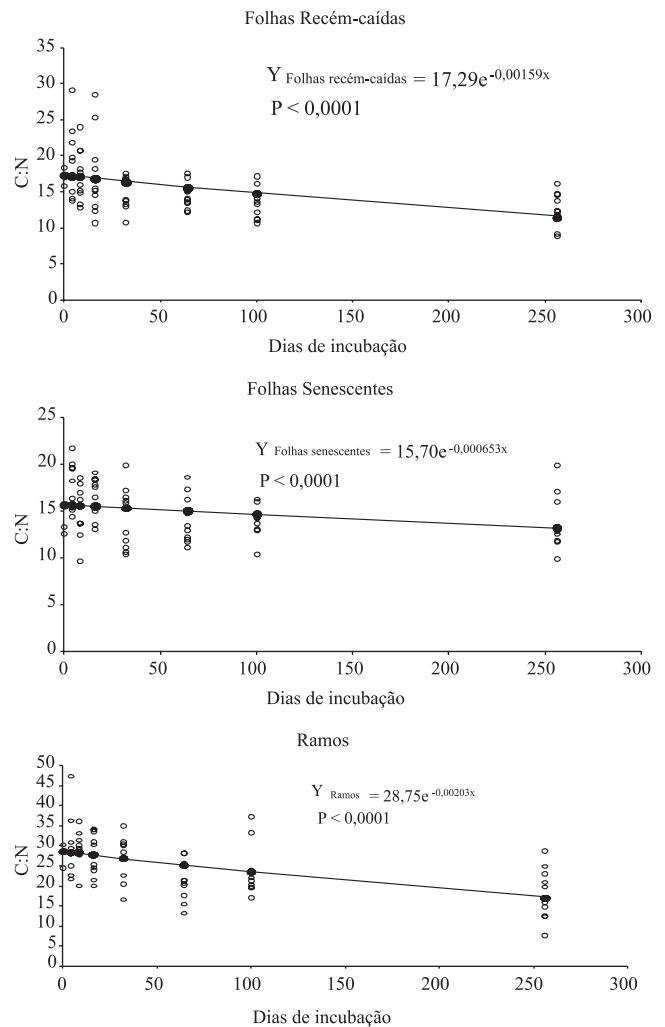 Folhas Recém-caídas
Y Folhas recém-caídas = 17,29e-0,00159x
P < 0,0001
C:N
35
30
25
20
15
10
5
0
0 50 100 150 200 250 300
Dias de incubação
Folhas Senescentes
Y Folhas senescentes = 15,70e-0,000653x
P < 0,0001
C:N
25
20
15
10
5
0
0 50 100 150 200 250 300
Dias de incubação
Ramos
Y Ramos = 28,75e-0,00203x
P < 0,0001
C:N
50
45
40
35
30
25
20
15
10
5
0
0 50 100 150 200 250 300
Dias de incubação